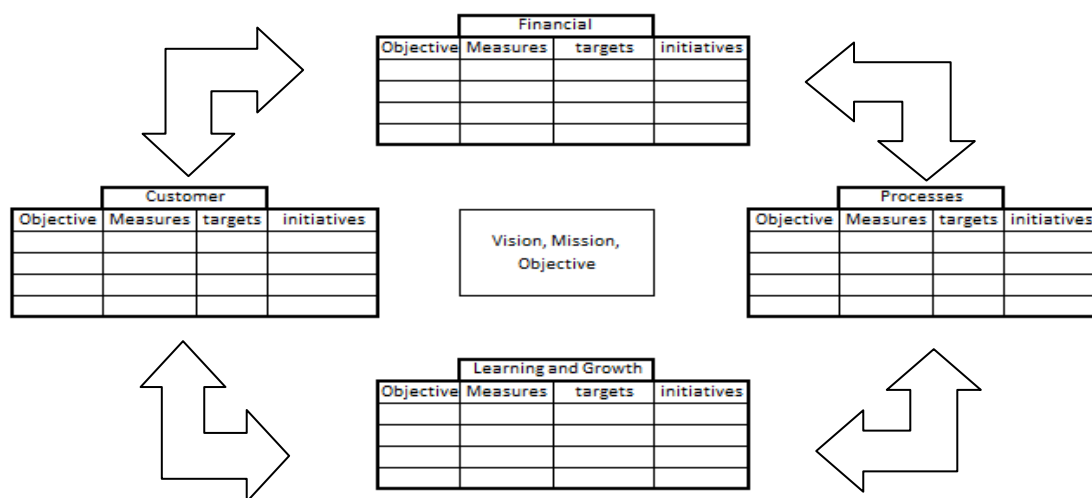 Financial
Objective Measures targets initiatives
Customer
Objective Measures targets initiatives
Vision, Mission,
Objective
Processes
Objective Measures targets initiatives
Learning and Growth
Objective Measures targets initiatives